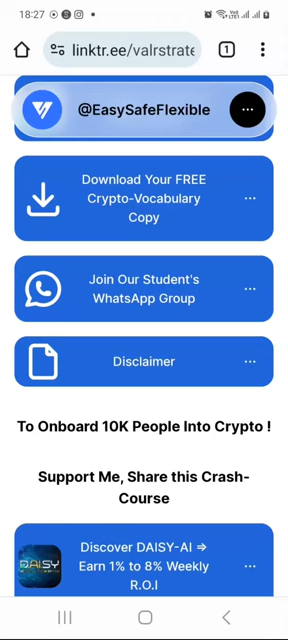 18:27
linktr.ee/valrstrate
1
@EasySafeFlexible
Download Your FREE
Crypto-Vocabulary
Copy
Join Our Student's
WhatsApp Group
Disclaimer
To Onboard 10K People Into Crypto !
Support Me, Share this Crash-
Course
DAISY
Discover DAISY-AI ⇒
Earn 1% to 8% Weekly
R.O.I